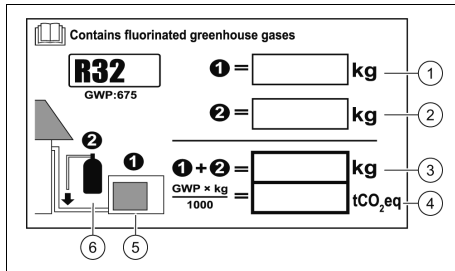 Contains fluorinated greenhouse gases
R32
GWP:675
❶ = kg ①
❷ = kg ②
❷
❶
❶+❷ = kg ③
GWP × kg
1000
= tCO₂eq ④
⑥ ⑤